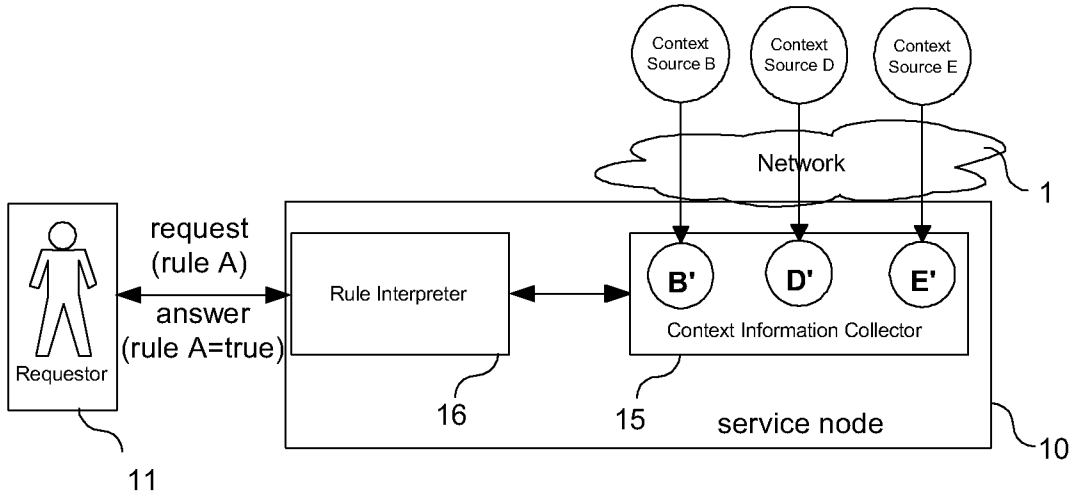 Context
Source B
Context
Source D
Context
Source E
Network
1
request
(rule A)
answer
(rule A=true)
Requestor
11
Rule Interpreter
16
B'
D'
E'
Context Information Collector
15
service node
10